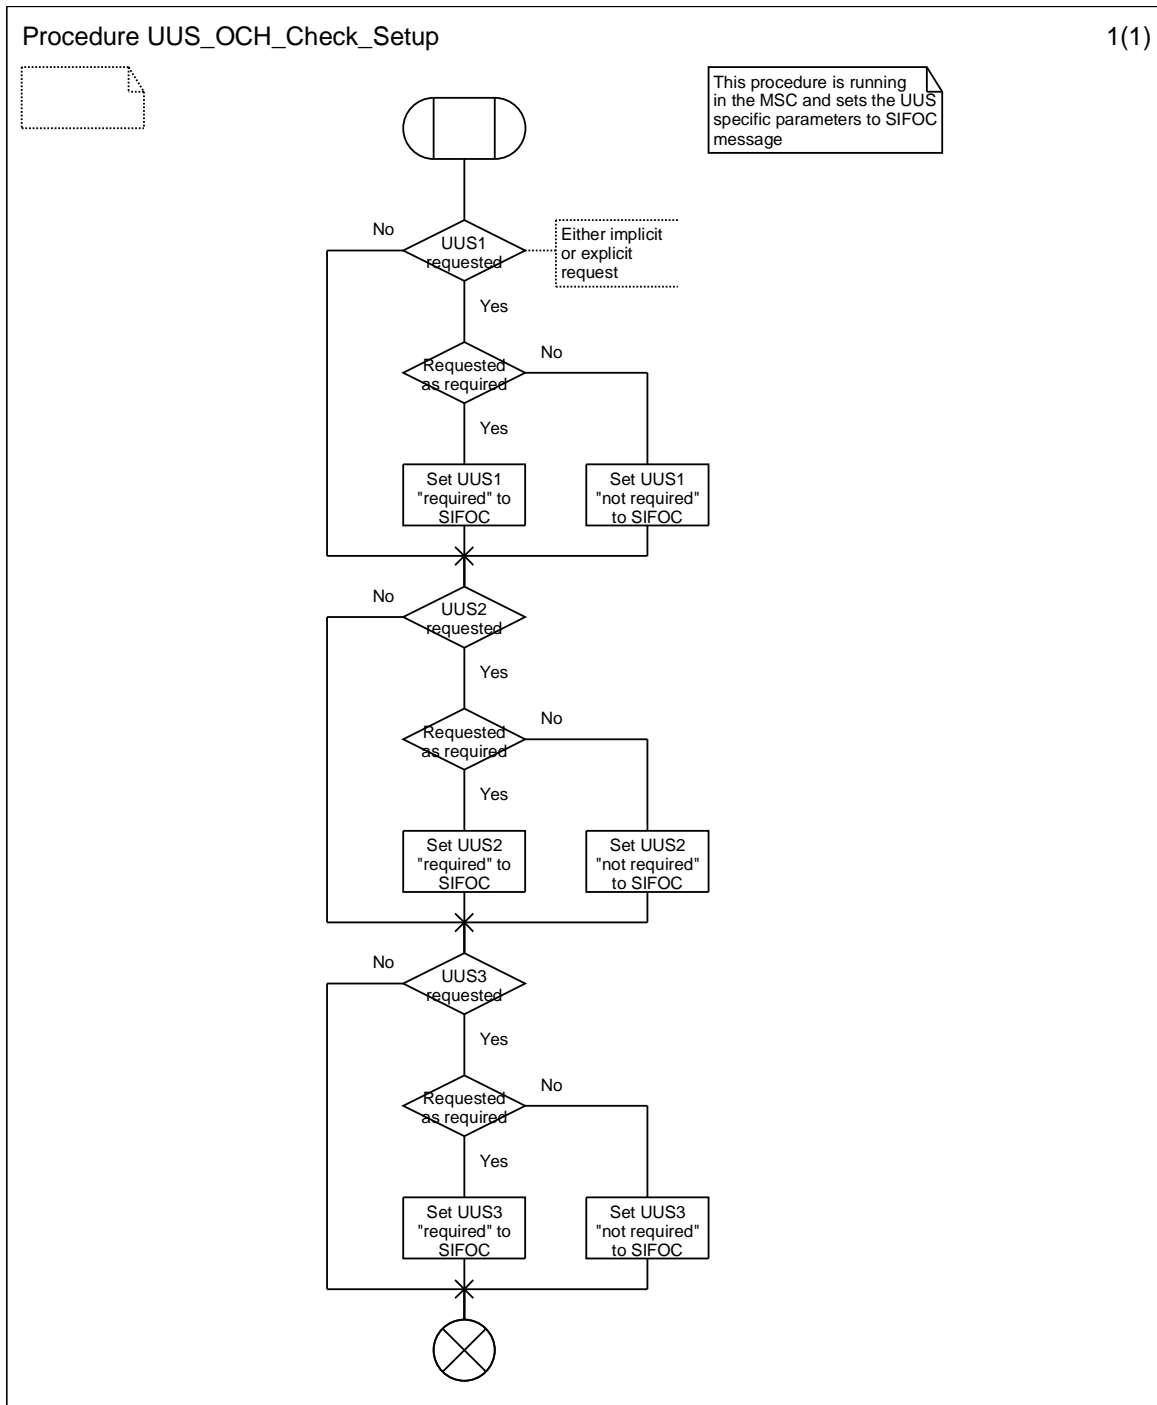 Procedure UUS_OCH_Check_Setup
1(1)
This procedure is running
in the MSC and sets the UUS
specific parameters to SIFOC
message
No
UUS1
requested
Either implicit
or explicit
request
Yes
Requested
as required
No
Yes
Set UUS1
"required" to
SIFOC
Set UUS1
"not required"
to SIFOC
No
UUS2
requested
Yes
Requested
as required
No
Yes
Set UUS2
"required" to
SIFOC
Set UUS2
"not required"
to SIFOC
No
UUS3
requested
Yes
Requested
as required
No
Yes
Set UUS3
"required" to
SIFOC
Set UUS3
"not required"
to SIFOC